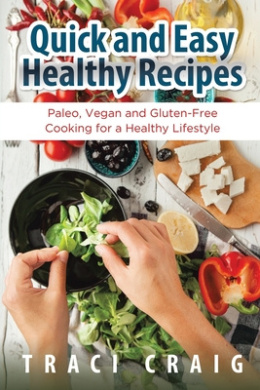 Quick and Easy
Healthy Recipes
Paleo, Vegan and Gluten-Free
Cooking for a Healthy Lifestyle
TRACI CRAIG